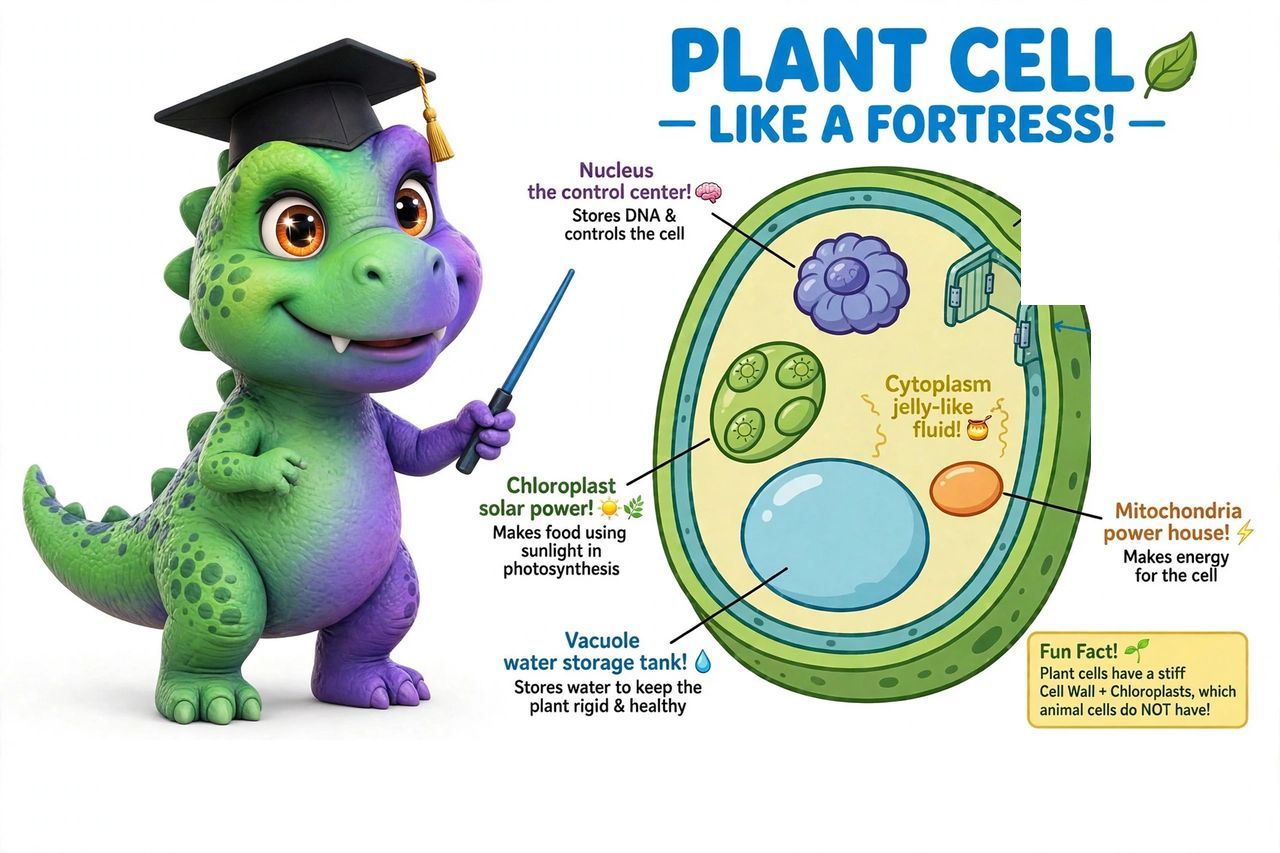 PLANT CELL
– LIKE A FORTRESS! –
Nucleus
the control center!
Stores DNA &
controls the cell
Cytoplasm
jelly-like
fluid!
Chloroplast
solar power!
Makes food using
sunlight in
photosynthesis
Mitochondria
power house!
Makes energy
for the cell
Vacuole
water storage tank!
Stores water to keep the
plant rigid & healthy
Fun Fact!
Plant cells have a stiff
Cell Wall + Chloroplasts, which
animal cells do NOT have!